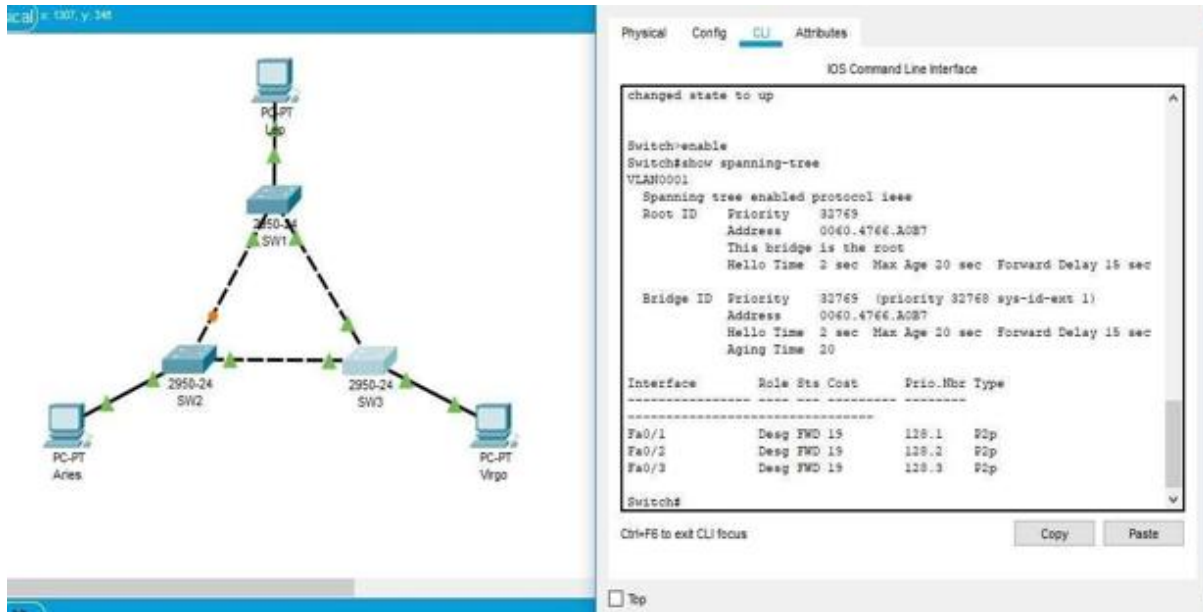 x: 1307, y: 346
PC-PT
Leo
2950-24
SW1
2950-24
SW2
2950-24
SW3
PC-PT
Aries
PC-PT
Virgo
Physical Config CLI Attributes
IOS Command Line Interface
changed state to up
Switch>enable
Switch#show spanning-tree
VLAN0001
Spanning tree enabled protocol ieee
Root ID Priority 32769
Address 0060.4766.A0B7
This bridge is the root
Hello Time 2 sec Max Age 20 sec Forward Delay 15 sec
Bridge ID Priority 32769 (priority 32768 sys-id-ext 1)
Address 0060.4766.A0B7
Hello Time 2 sec Max Age 20 sec Forward Delay 15 sec
Aging Time 20
Interface Role Sts Cost Prio.Nbr Type
---------------- ---- --- --------- --------
--------------------------------
Fa0/1 Desg FWD 19 128.1 P2p
Fa0/2 Desg FWD 19 128.2 P2p
Fa0/3 Desg FWD 19 128.3 P2p
Switch#
Ctrl+F6 to exit CLI focus
Copy Paste
Top